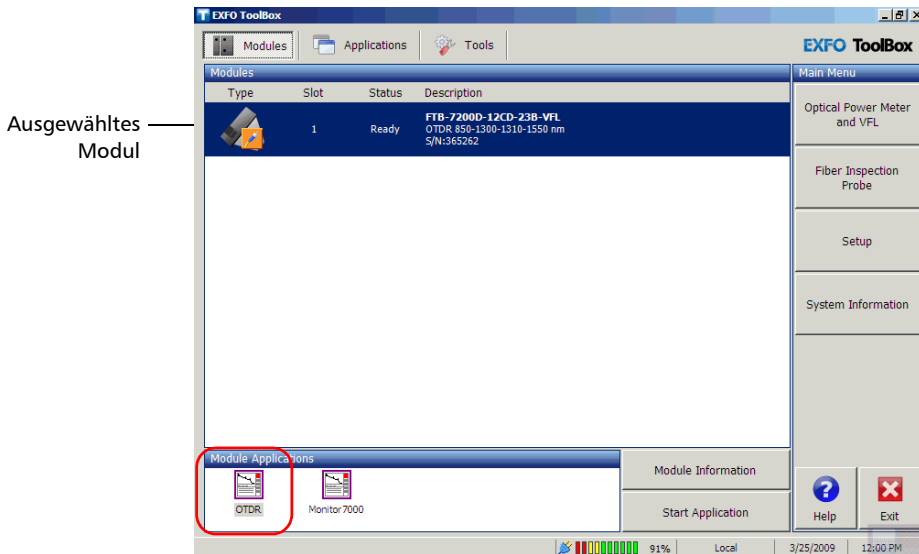 EXFO ToolBox
Modules
Applications
Tools
EXFO ToolBox
Modules
Type Slot Status Description
FTB-7200D-12CD-23B-VFL
1 Ready OTDR 850-1300-1310-1550 nm
S/N:365262
Ausgewähltes
Modul
Main Menu
Optical Power Meter
and VFL
Fiber Inspection
Probe
Setup
System Information
Module Applications
OTDR
Monitor7000
Module Information
Start Application
Help
Exit
91% Local 3/25/2009 12:00 PM